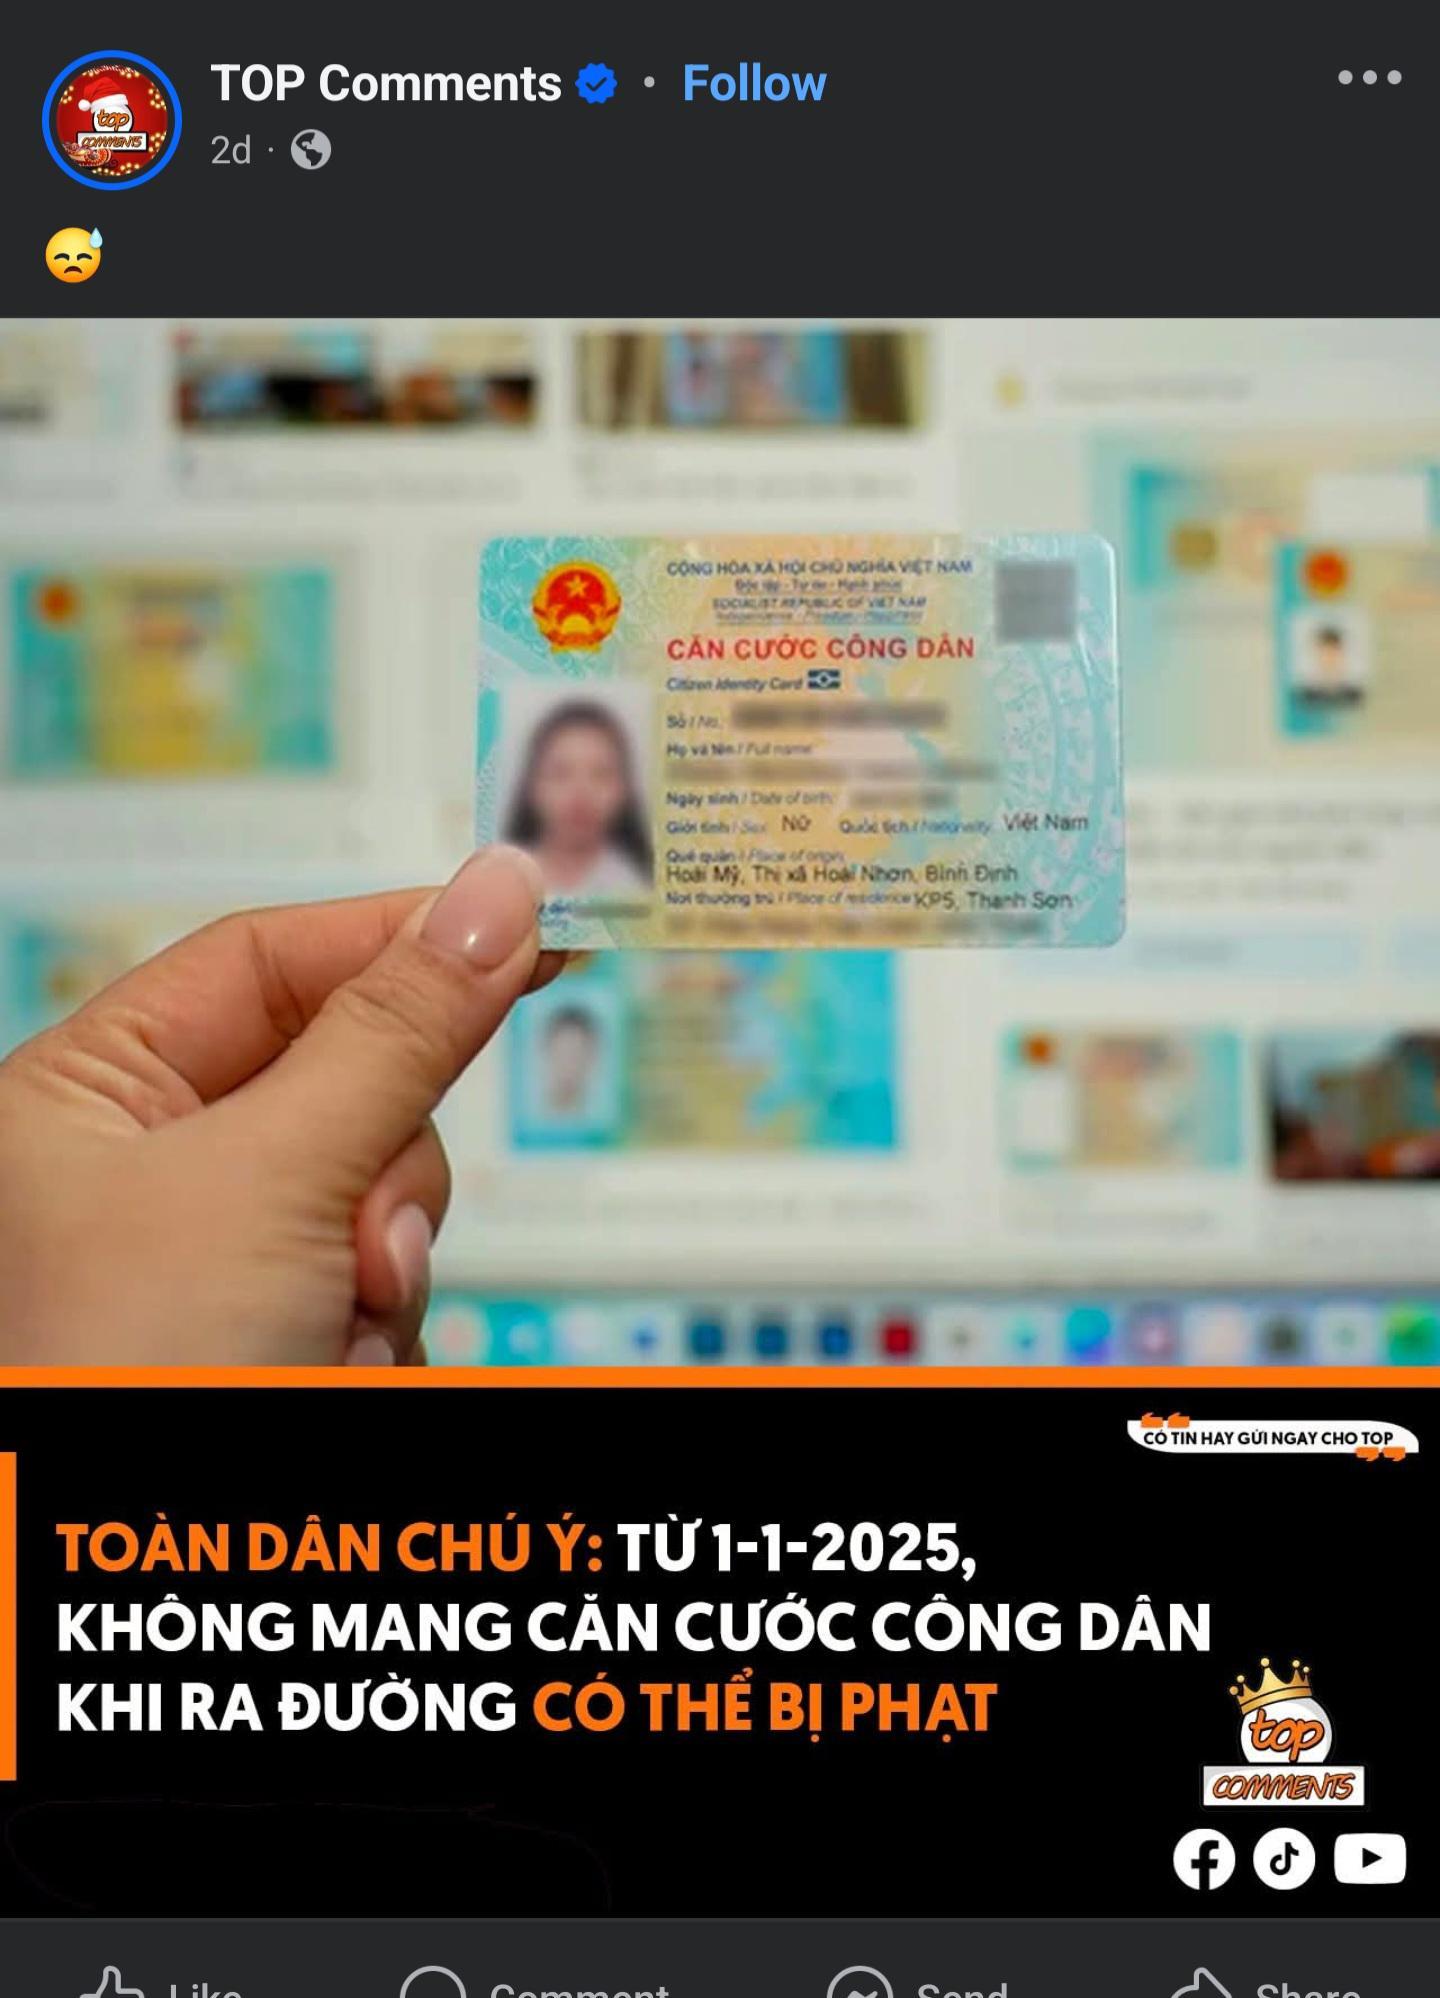 TOP Comments · Follow
2d ·
top
COMMENTS
CỘNG HÒA XÃ HỘI CHỦ NGHĨA VIỆT NAM
Độc lập - Tự do - Hạnh phúc
SOCIALIST REPUBLIC OF VIET NAM
Independence - Freedom - Happiness
CĂN CƯỚC CÔNG DÂN
Citizen Identity Card
Số / No.:
Họ và tên / Full name:
Ngày sinh / Date of birth:
Giới tính / Sex: Nữ Quốc tịch / Nationality: Việt Nam
Quê quán / Place of origin:
Hoài Mỹ, Thị xã Hoài Nhơn, Bình Định
Nơi thường trú / Place of residence: KP5, Thanh Sơn
CÓ TIN HAY GỬI NGAY CHO TOP
TOÀN DÂN CHÚ Ý: TỪ 1-1-2025,
KHÔNG MANG CĂN CƯỚC CÔNG DÂN
KHI RA ĐƯỜNG CÓ THỂ BỊ PHẠT
top
COMMENTS
Like Comment Send Share